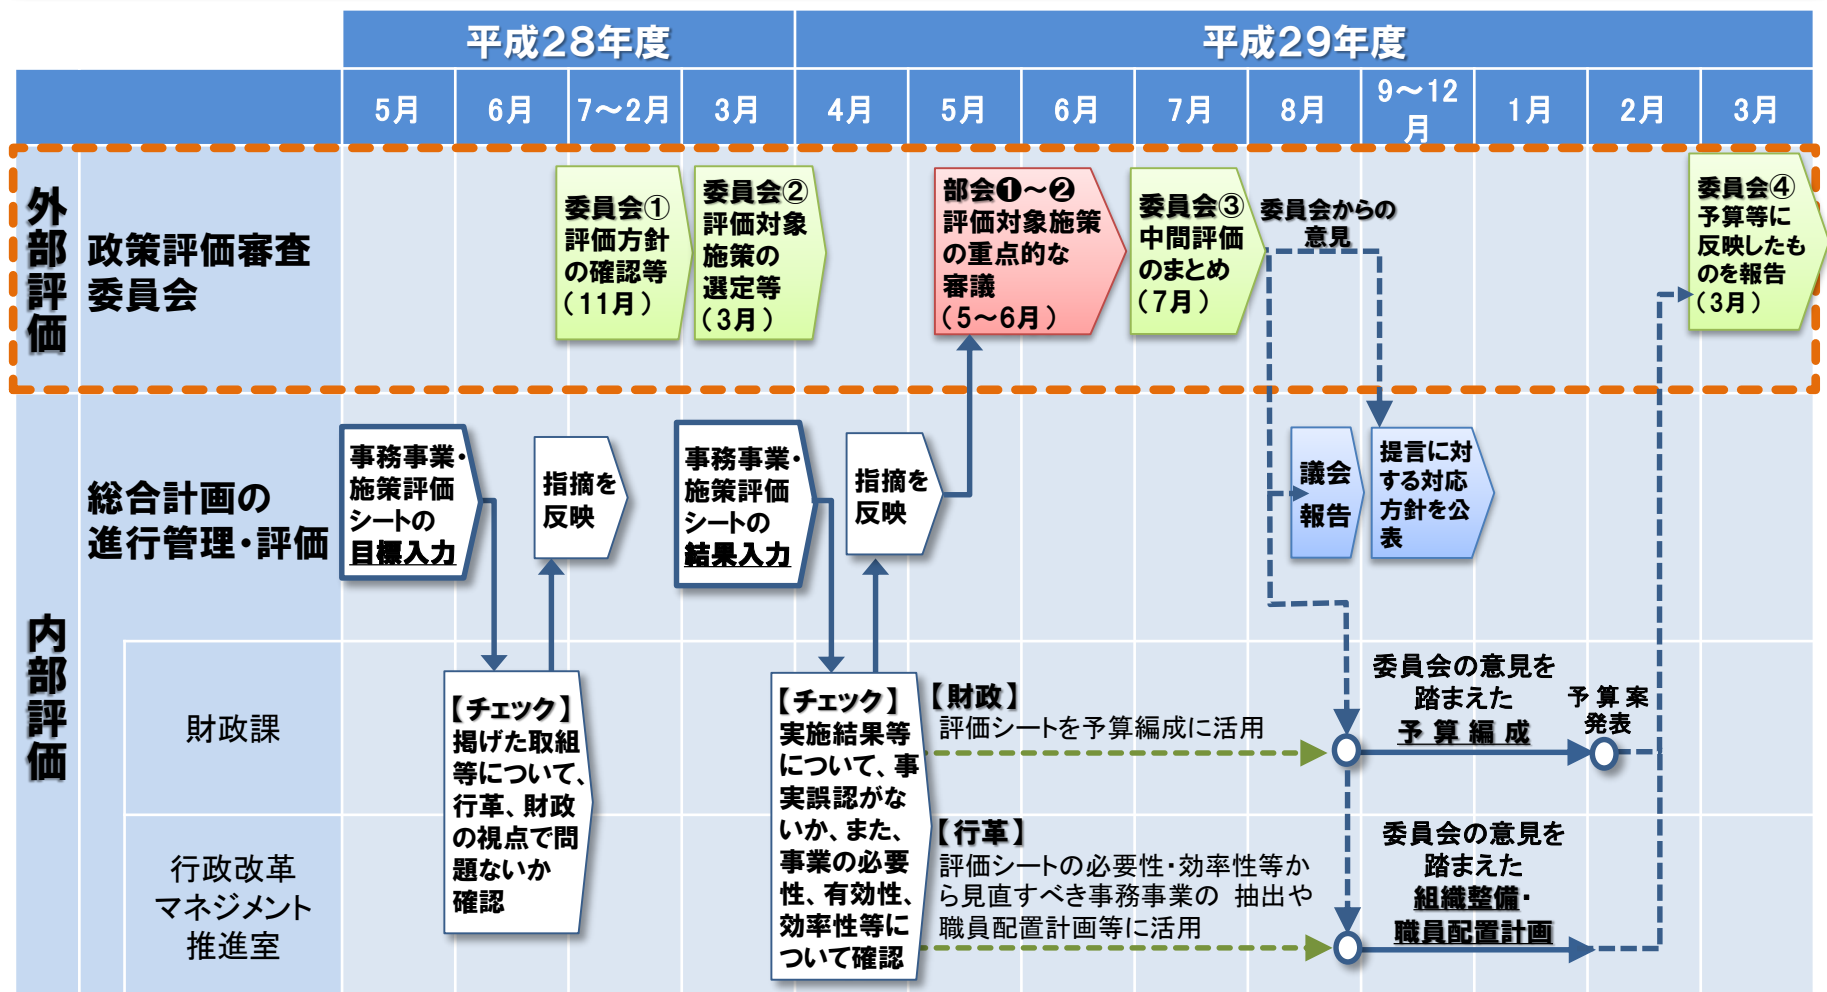 平成28年度
平成29年度
5月
6月
7～2月
3月
4月
5月
6月
7月
8月
9～12
月
1月
2月
3月
外部評価
政策評価審査
委員会
委員会①
評価方針
の確認等
（11月）
委員会②
評価対象
施策の
選定等
（3月）
部会❶～❷
評価対象施策
の重点的な
審議
（5～6月）
委員会③
中間評価
のまとめ
（7月）
委員会からの
意見
委員会④
予算等に
反映したも
のを報告
（3月）
内部評価
総合計画の
進行管理・評価
事務事業・
施策評価
シートの
目標入力
指摘を
反映
事務事業・
施策評価
シートの
結果入力
指摘を
反映
議会
報告
提言に対
する対応
方針を公
表
財政課
【チェック】
掲げた取組
等について、
行革、財政
の視点で問
題ないか
確認
【チェック】
実施結果等
について、事
実誤認がな
いか、また、
事業の必要
性、有効性、
効率性等に
ついて確認
【財政】
評価シートを予算編成に活用
委員会の意見を
踏まえた
予算編成
予算案
発表
行政改革
マネジメント
推進室
【行革】
評価シートの必要性・効率性等か
ら見直すべき事務事業の 抽出や
職員配置計画等に活用
委員会の意見を
踏まえた
組織整備・
職員配置計画